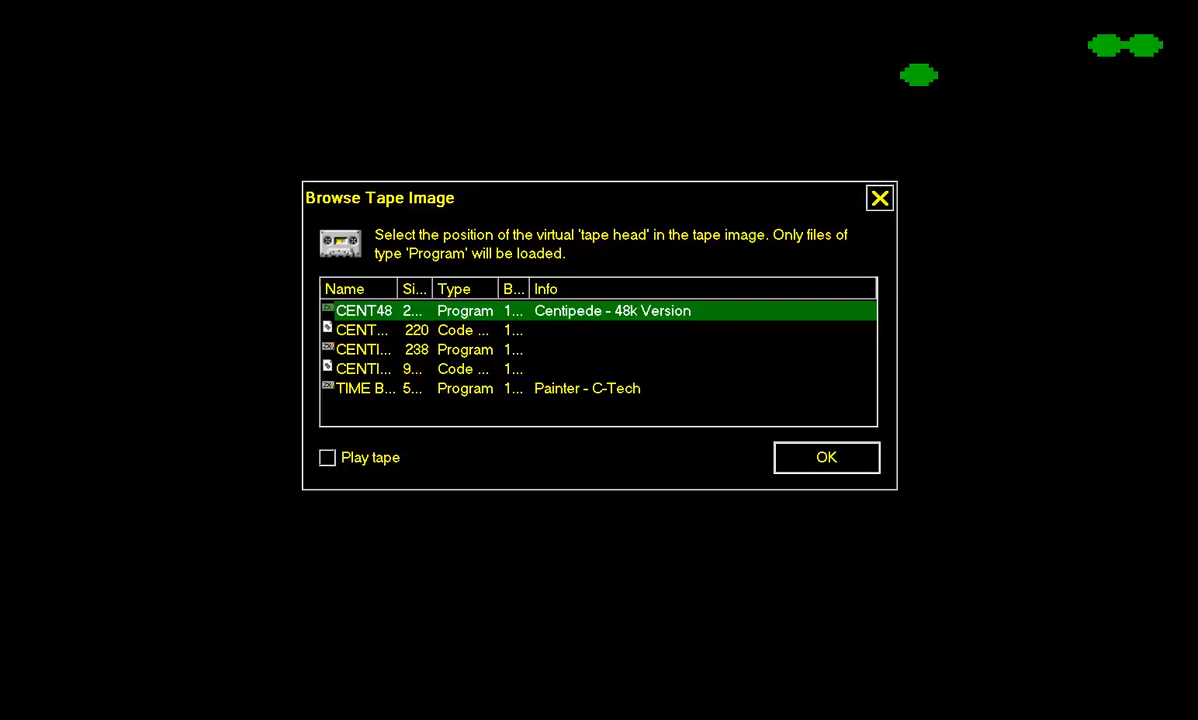 Browse Tape Image
Select the position of the virtual 'tape head' in the tape image. Only files of
type 'Program' will be loaded.
Name Si... Type B... Info
CENT48 2... Program 1... Centipede - 48k Version
CENT... 220 Code ... 1...
CENTI... 238 Program 1...
CENTI... 9... Code ... 1...
TIME B... 5... Program 1... Painter - C-Tech
Play tape OK